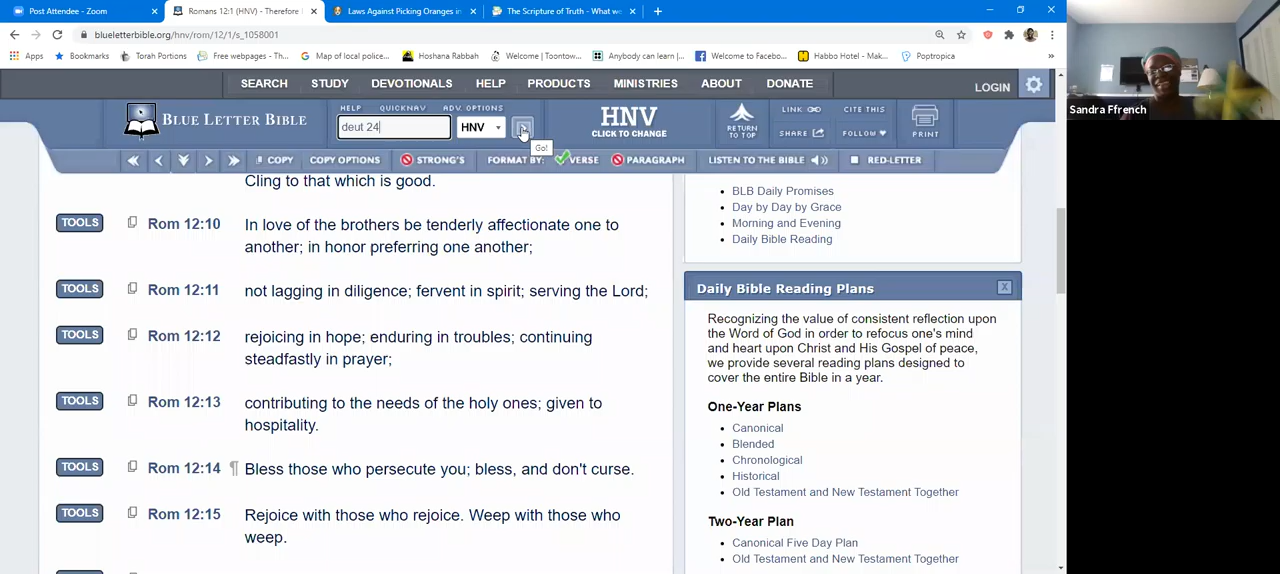 Post Attendee - Zoom
Romans 12:1 (HNV) - Therefore I
Laws Against Picking Oranges in
The Scripture of Truth - What we
blueletterbible.org/hnv/rom/12/1/s_1058001
Apps
Bookmarks
Torah Portions
Free webpages - Th...
Map of local police...
Hoshana Rabbah
Welcome | Toontow...
Anybody can learn |...
Welcome to Facebo...
Habbo Hotel - Mak...
Poptropica
SEARCH STUDY DEVOTIONALS HELP PRODUCTS MINISTRIES ABOUT DONATE
LOGIN
HELP QUICKNAV ADV. OPTIONS
BLUE LETTER BIBLE
deut 24
HNV
Go!
HNV
CLICK TO CHANGE
RETURN
TO TOP
LINK
CITE THIS
SHARE
FOLLOW
PRINT
COPY COPY OPTIONS STRONG'S FORMAT BY: VERSE PARAGRAPH LISTEN TO THE BIBLE RED-LETTER
Cling to that which is good.
TOOLS Rom 12:10 In love of the brothers be tenderly affectionate one to
another; in honor preferring one another;
TOOLS Rom 12:11 not lagging in diligence; fervent in spirit; serving the Lord;
TOOLS Rom 12:12 rejoicing in hope; enduring in troubles; continuing
steadfastly in prayer;
TOOLS Rom 12:13 contributing to the needs of the holy ones; given to
hospitality.
TOOLS Rom 12:14 ¶ Bless those who persecute you; bless, and don't curse.
TOOLS Rom 12:15 Rejoice with those who rejoice. Weep with those who
weep.
BLB Daily Promises
Day by Day by Grace
Morning and Evening
Daily Bible Reading
Daily Bible Reading Plans
X
Recognizing the value of consistent reflection upon
the Word of God in order to refocus one's mind
and heart upon Christ and His Gospel of peace,
we provide several reading plans designed to
cover the entire Bible in a year.
One-Year Plans
Canonical
Blended
Chronological
Historical
Old Testament and New Testament Together
Two-Year Plan
Canonical Five Day Plan
Old Testament and New Testament Together
Sandra Ffrench